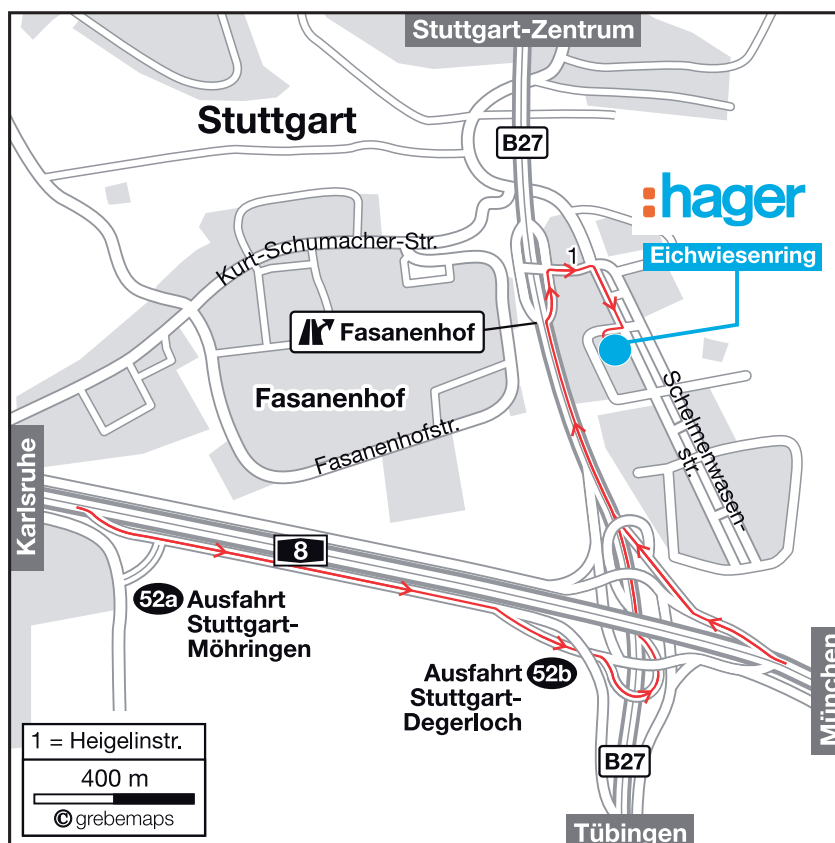 Stuttgart-Zentrum
Stuttgart
B27
:hager
Eichwiesenring
Kurt-Schumacher-Str.
1
Fasanenhof
Fasanenhof
Fasanenhofstr.
Schelmenwasen-
str.
Karlsruhe
8
52a Ausfahrt
Stuttgart-
Möhringen
Ausfahrt 52b
Stuttgart-
Degerloch
München
1 = Heigelinstr.
400 m
© grebemaps
B27
Tübingen